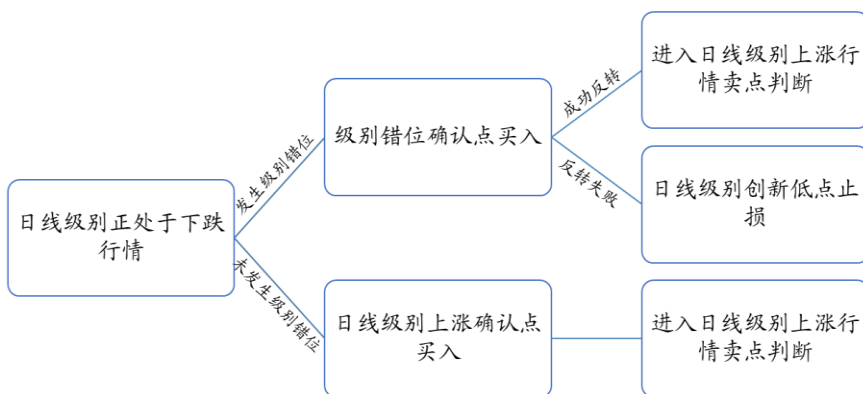 日线级别正处于下跌
行情
发生级别错位
未发生级别错位
级别错位确认点买入
日线级别上涨确认点
买入
成功反转
反转失败
进入日线级别上涨行
情卖点判断
日线级别创新低点止
损
进入日线级别上涨行
情卖点判断